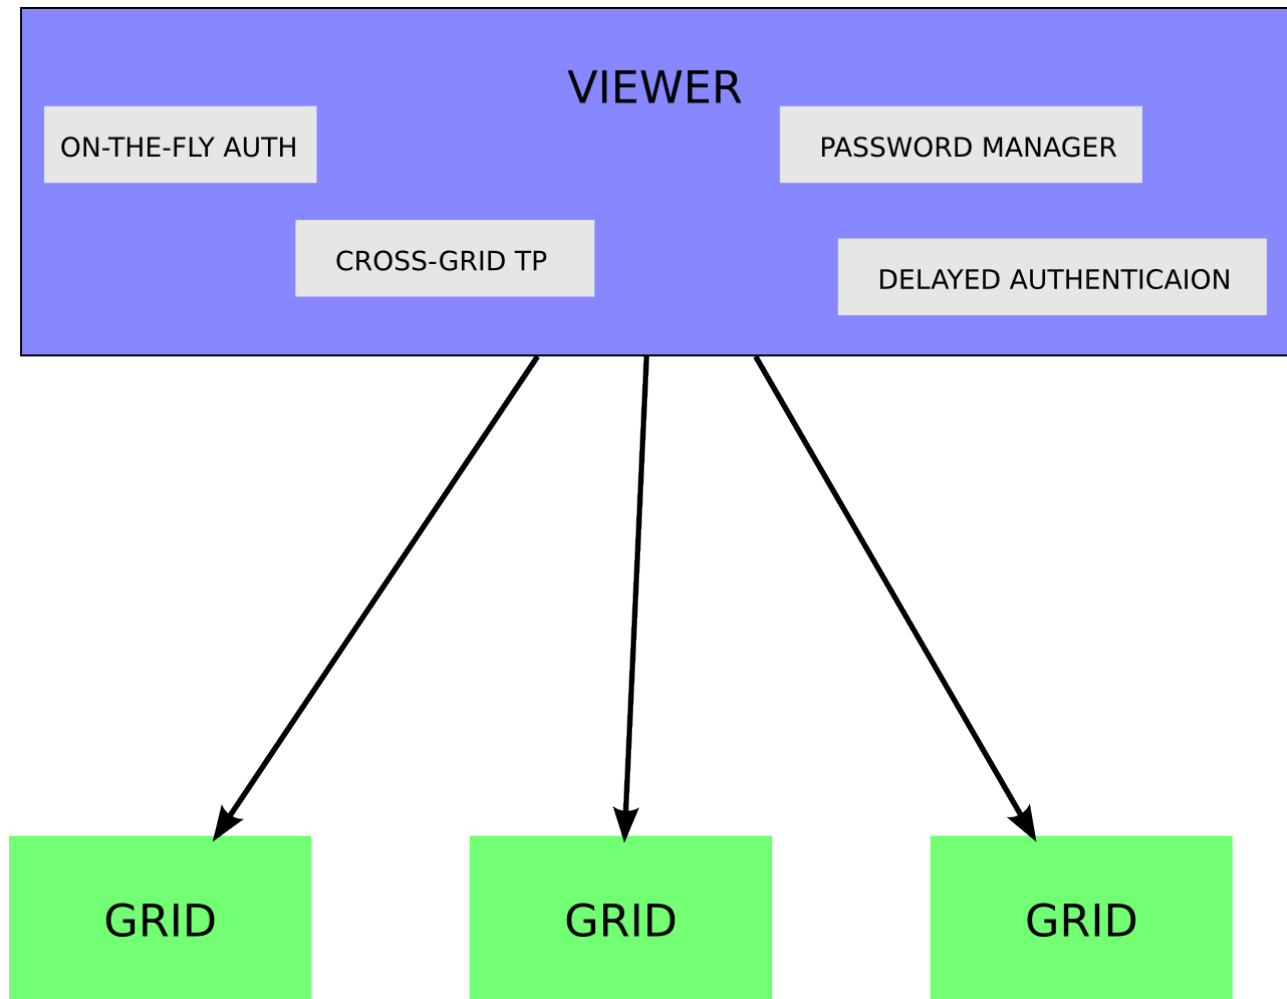 VIEWER
ON-THE-FLY AUTH
PASSWORD MANAGER
CROSS-GRID TP
DELAYED AUTHENTICAION
GRID
GRID
GRID